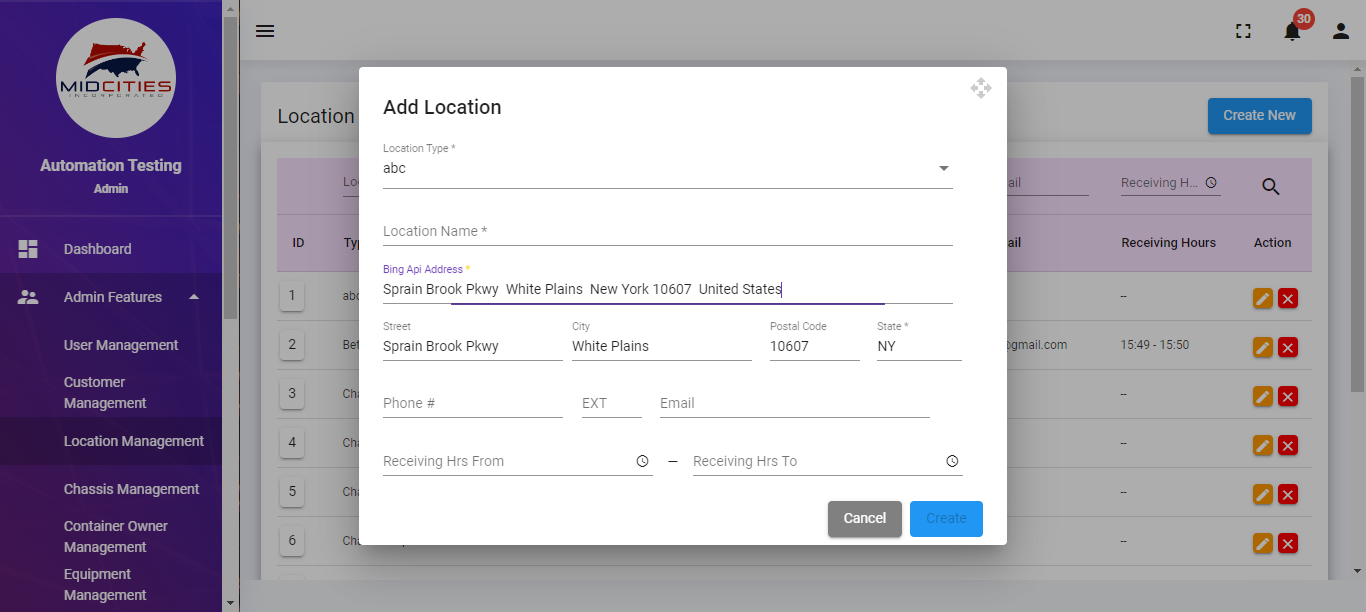 MIDCITIES
INCORPORATED
Automation Testing
Admin
Dashboard
Admin Features
User Management
Customer
Management
Location Management
Chassis Management
Container Owner
Management
Equipment
Management
30
Location
Create New
Lo
ail
Receiving H...
ID
Ty
ail
Receiving Hours
Action
1
abc
--
2
Bet
@gmail.com
15:49 - 15:50
3
Cha
--
4
Cha
--
5
Cha
--
6
Cha
--
Add Location
Location Type *
abc
Location Name *
Bing Api Address *
Sprain Brook Pkwy  White Plains  New York 10607  United States
Street
City
Postal Code
State *
Sprain Brook Pkwy
White Plains
10607
NY
Phone #
EXT
Email
Receiving Hrs From
–
Receiving Hrs To
Cancel
Create